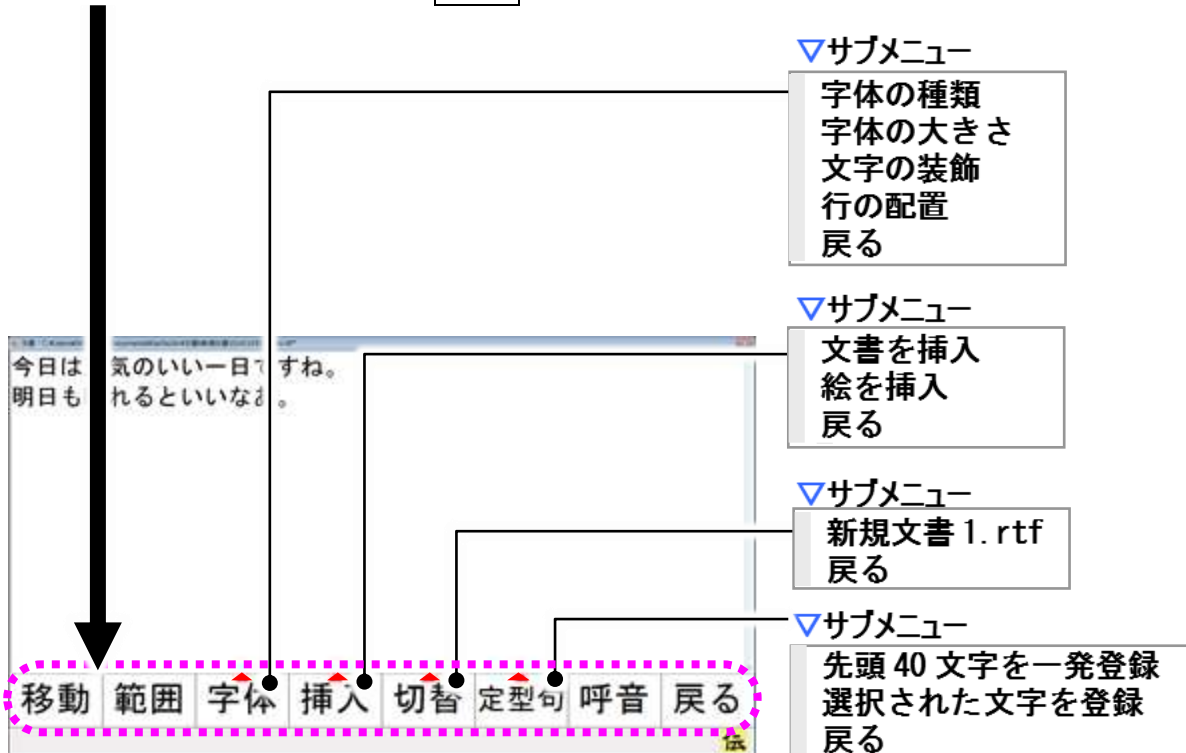 ▽サブメニュー
字体の種類
字体の大きさ
文字の装飾
行の配置
戻る
▽サブメニュー
文書を挿入
絵を挿入
戻る
今日は 気のいい一日で すね。
明日も れるといいなあ。
▽サブメニュー
新規文書1.rtf
戻る
▽サブメニュー
先頭40文字を一発登録
選択された文字を登録
戻る
移動 範囲 字体 挿入 切替 定型句 呼音 戻る
伝